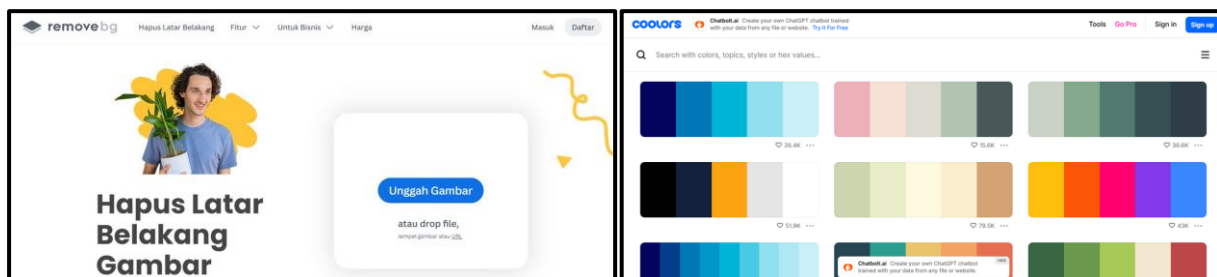 removebg Hapus Latar Belakang Fitur Untuk Bisnis Harga Masuk Daftar
Hapus Latar
Belakang
Gambar
Unggah Gambar
atau drop file,
tempel gambar atau URL
coolors Chatbolt.ai Create your own ChatGPT chatbot trained
with your data from any file or website. Try It For Free
Tools Go Pro Sign in Sign up
Search with colors, topics, styles or hex values...
26.4K 15.6K 36.6K
51.9K 79.5K 43K
Chatbolt.ai Create your own ChatGPT chatbot
trained with your data from any file or website.